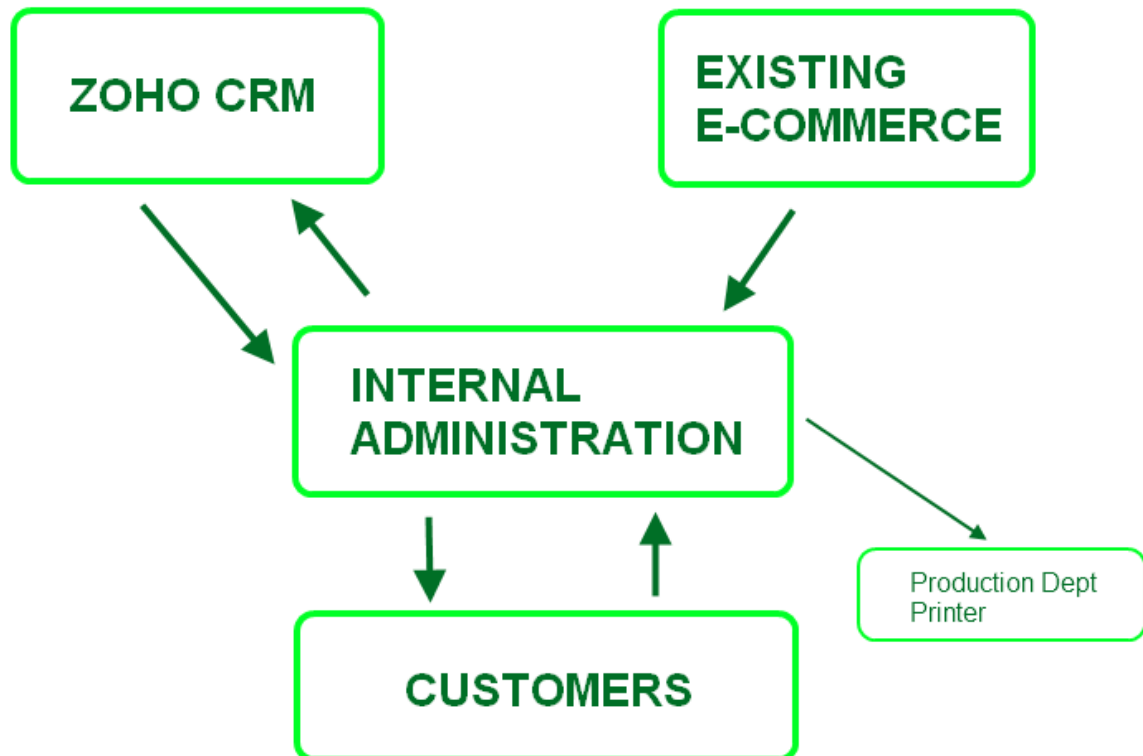 ZOHO CRM
EXISTING
E-COMMERCE
INTERNAL
ADMINISTRATION
Production Dept
Printer
CUSTOMERS